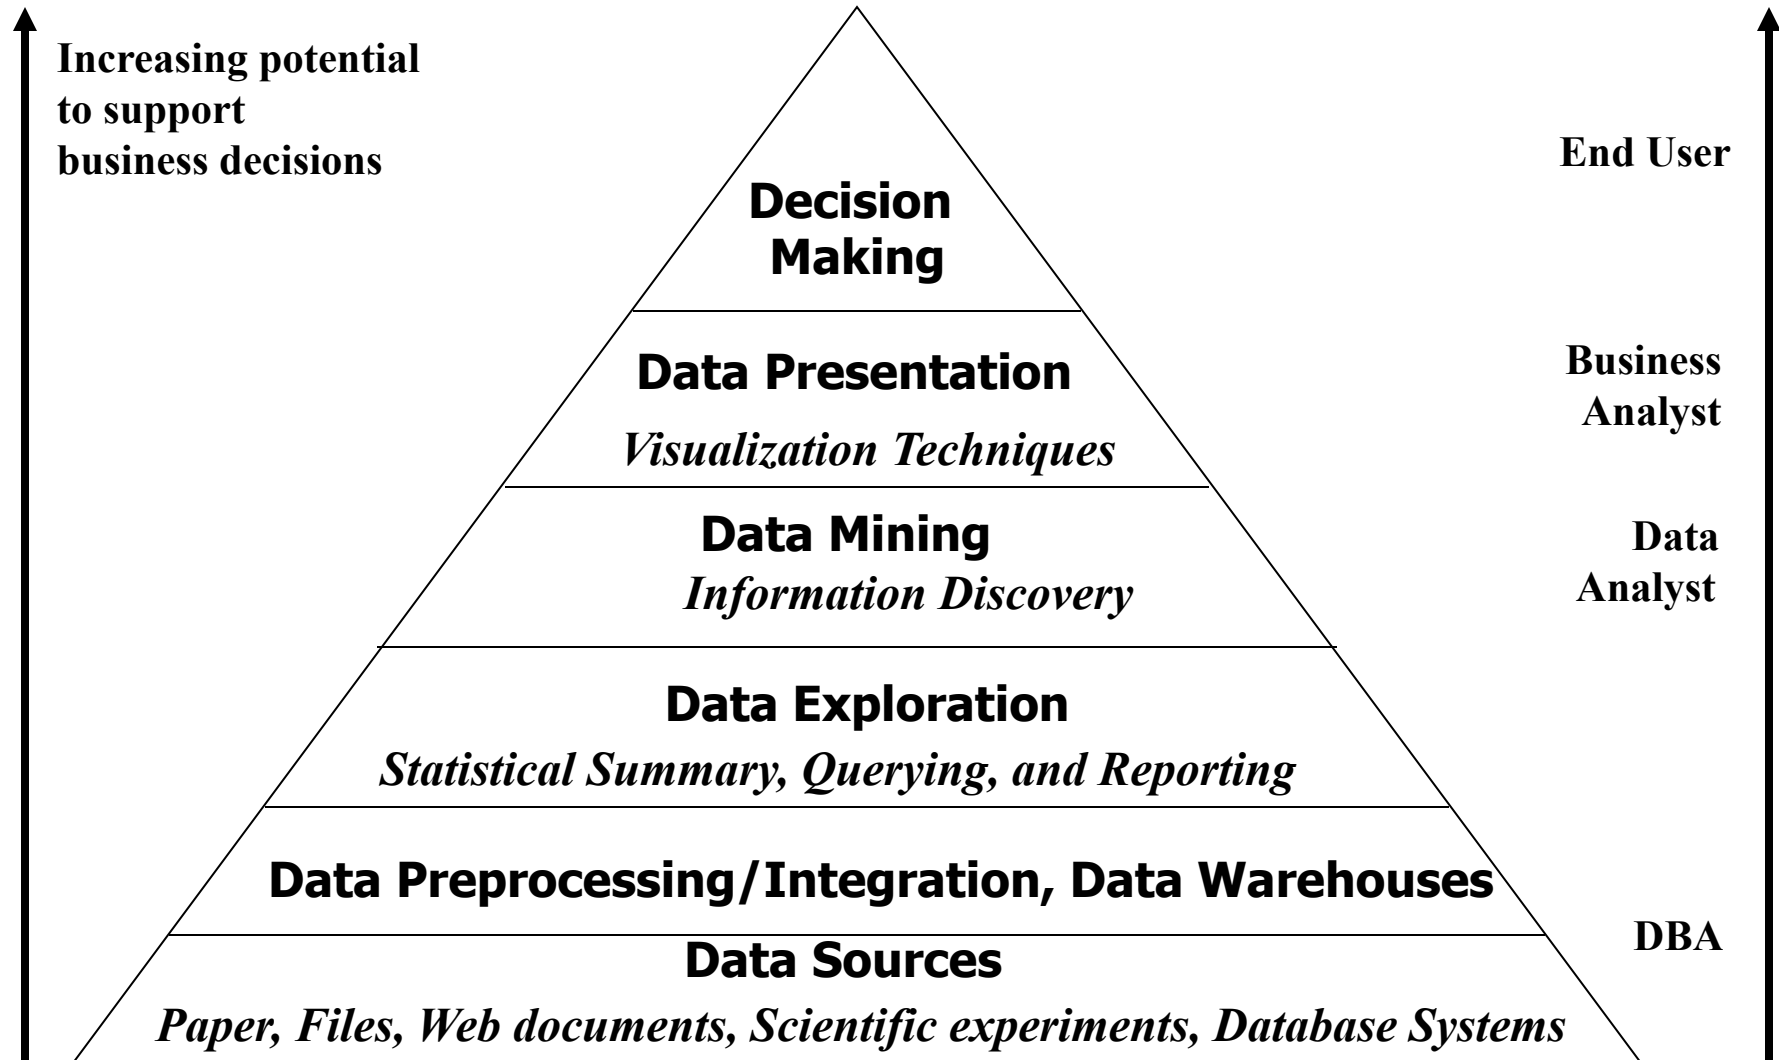 Increasing potential
to support
business decisions
End User
Decision
Making
Business
Analyst
Data Presentation
Visualization Techniques
Data Mining
Information Discovery
Data
Analyst
Data Exploration
Statistical Summary, Querying, and Reporting
Data Preprocessing/Integration, Data Warehouses
DBA
Data Sources
Paper, Files, Web documents, Scientific experiments, Database Systems